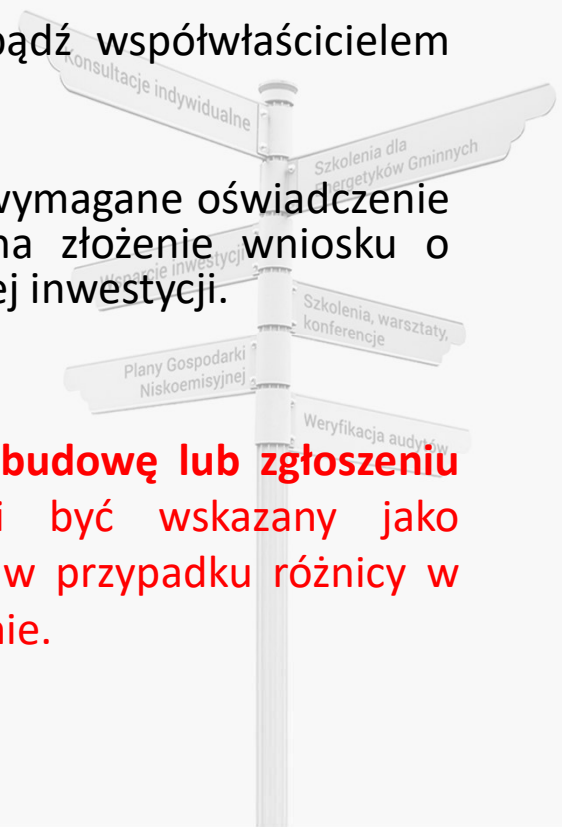 bądź współwłaścicielem
Konsultacje indywidualne
Szkolenia dla
Energetyków Gminnych
wymagane oświadczenie
na złożenie wniosku o
Wsparcie inwestycji
ej inwestycji.
Szkolenia, warsztaty,
konferencje
Plany Gospodarki
Niskoemisyjnej
Weryfikacja audytów
budowę lub zgłoszeniu
i być wskazany jako
w przypadku różnicy w
nie.